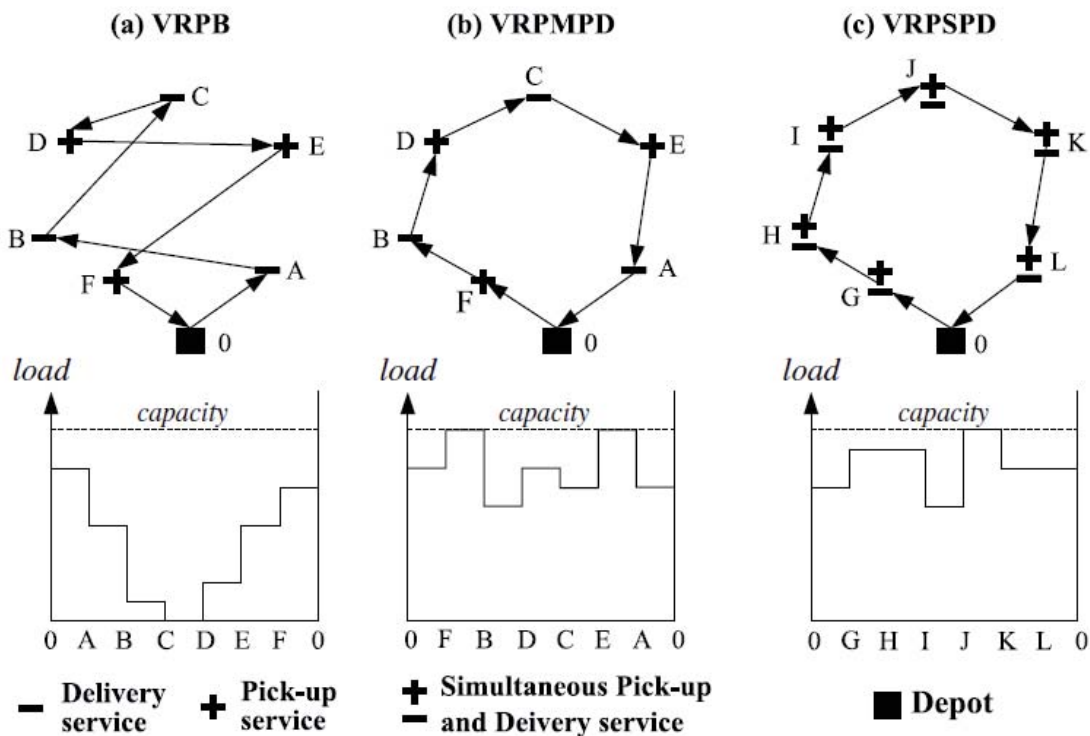 (a) VRPB
(b) VRPMPD
(c) VRPSPD
C
D
E
B
A
F
0
C
D
E
B
A
F
0
J
I
K
H
L
G
0
load
capacity
0 A B C D E F 0
load
capacity
0 F B D C E A 0
load
capacity
0 G H I J K L 0
Delivery
service
Pick-up
service
Simultaneous Pick-up
and Deivery service
Depot